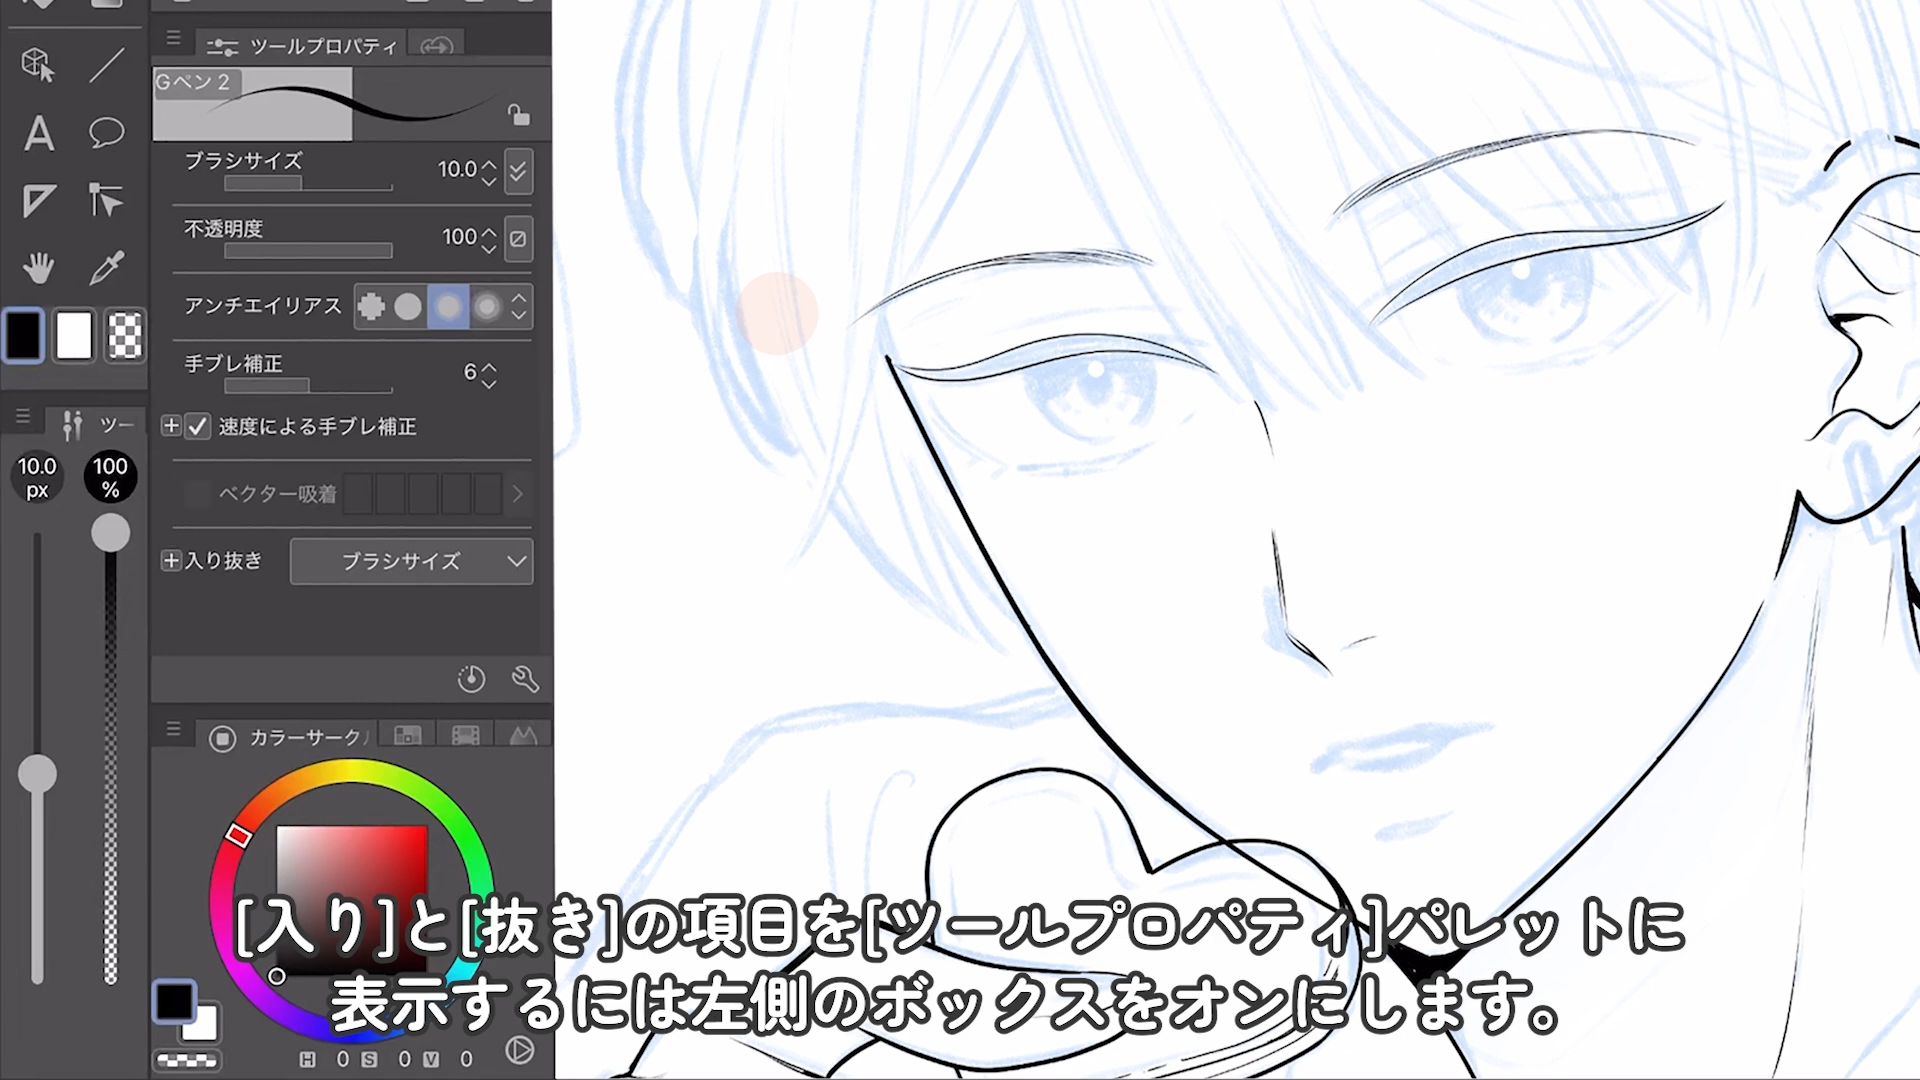 ツールプロパティ
Gペン 2
ブラシサイズ 10.0
不透明度 100
アンチエイリアス
手ブレ補正 6
速度による手ブレ補正
ベクター吸着
入り抜き ブラシサイズ
A
ツー
10.0 px
100 %
カラーサーク
H 0 S 0 V 0
[入り]と[抜き]の項目を[ツールプロパティ]パレットに
表示するには左側のボックスをオンにします。